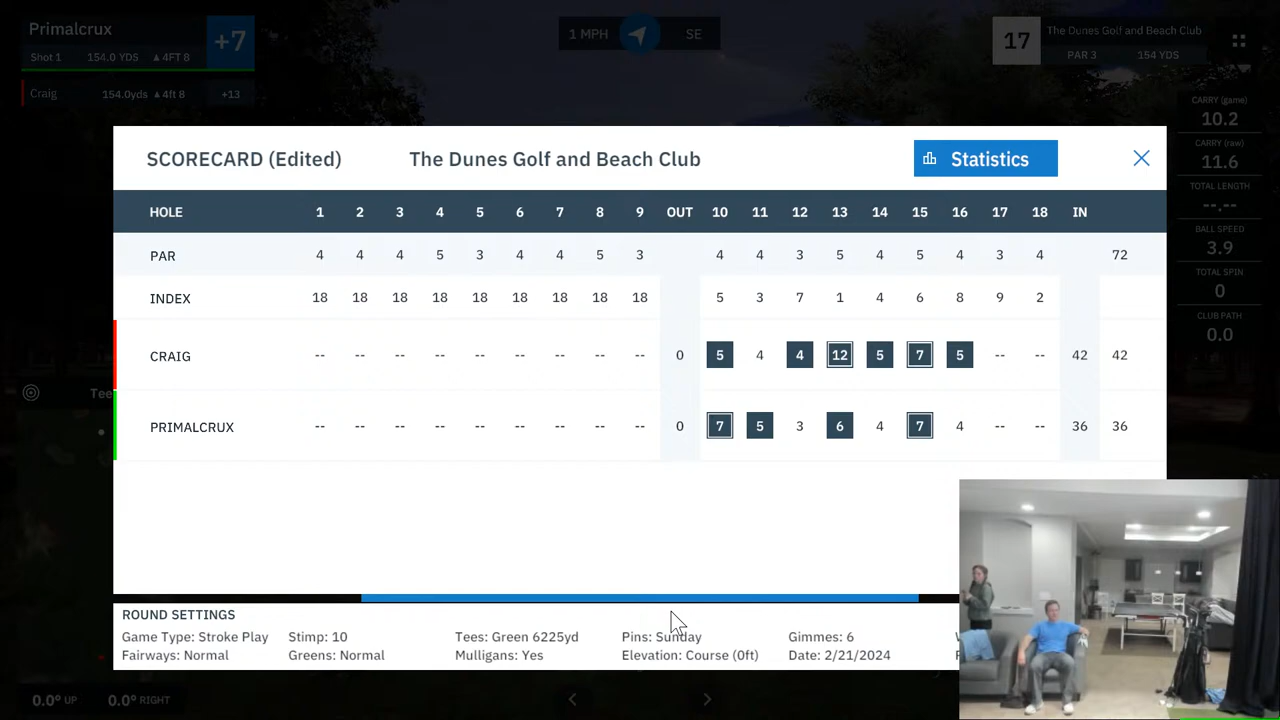 Primalcrux
+7
Shot 1 154.0 YDS ▲4FT 8
Craig 154.0yds ▲4ft 8 +13
1 MPH SE
17
The Dunes Golf and Beach Club
PAR 3 154 YDS
CARRY (game)
10.2
CARRY (raw)
11.6
TOTAL LENGTH
--.--
BALL SPEED
3.9
TOTAL SPIN
0
CLUB PATH
0.0
SCORECARD (Edited) The Dunes Golf and Beach Club Statistics
HOLE 1 2 3 4 5 6 7 8 9 OUT 10 11 12 13 14 15 16 17 18 IN
PAR 4 4 4 5 3 4 4 5 3 4 4 3 5 4 5 4 3 4 72
INDEX 18 18 18 18 18 18 18 18 18 5 3 7 1 4 6 8 9 2
CRAIG -- -- -- -- -- -- -- -- -- 0 5 4 4 12 5 7 5 -- -- 42 42
PRIMALCRUX -- -- -- -- -- -- -- -- -- 0 7 5 3 6 4 7 4 -- -- 36 36
Tee
ROUND SETTINGS
Game Type: Stroke Play Stimp: 10 Tees: Green 6225yd Pins: Sunday Gimmes: 6
Fairways: Normal Greens: Normal Mulligans: Yes Elevation: Course (0ft) Date: 2/21/2024
0.0° UP 0.0° RIGHT